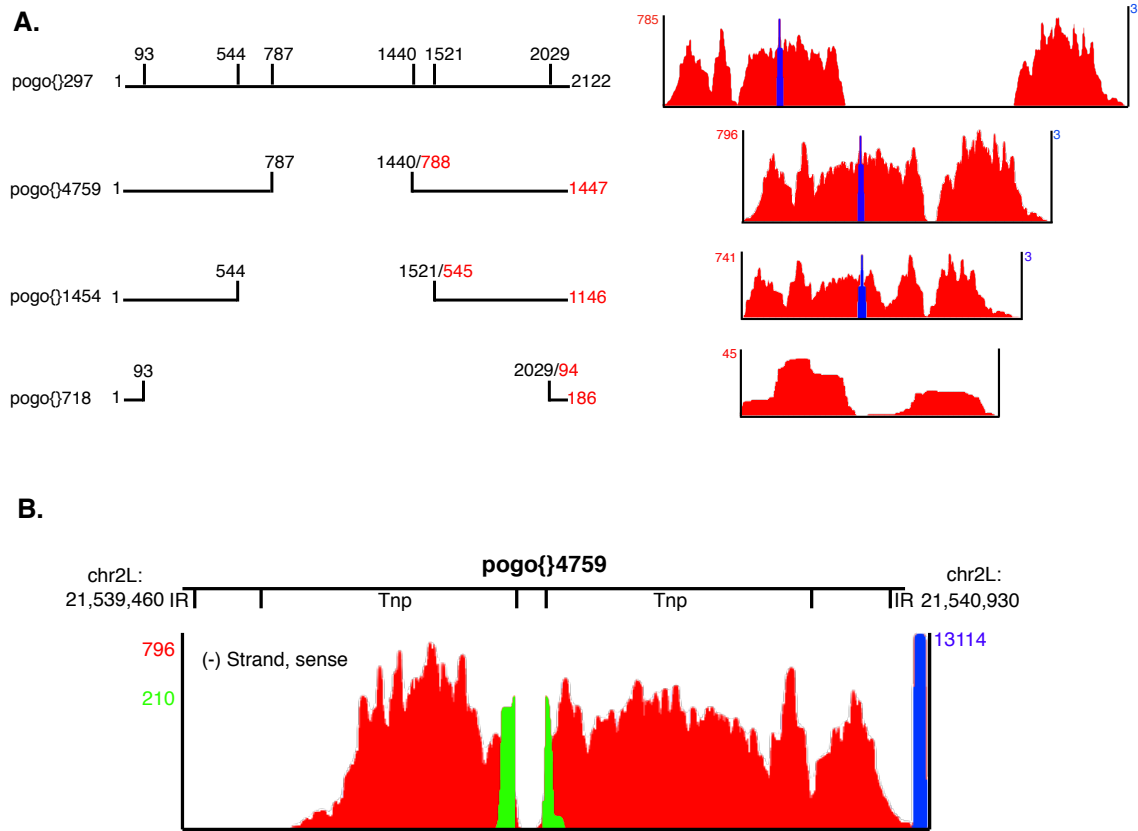 A.
93 544 787 1440 1521 2029
pogo{}297 1 2122
785 3
787 1440/788
pogo{}4759 1 1447
796 3
544 1521/545
pogo{}1454 1 1146
741 3
93 2029/94
pogo{}718 1 186
45
B.
pogo{}4759
chr2L: chr2L:
21,539,460 IR Tnp Tnp IR 21,540,930
796 (-) Strand, sense 13114
210